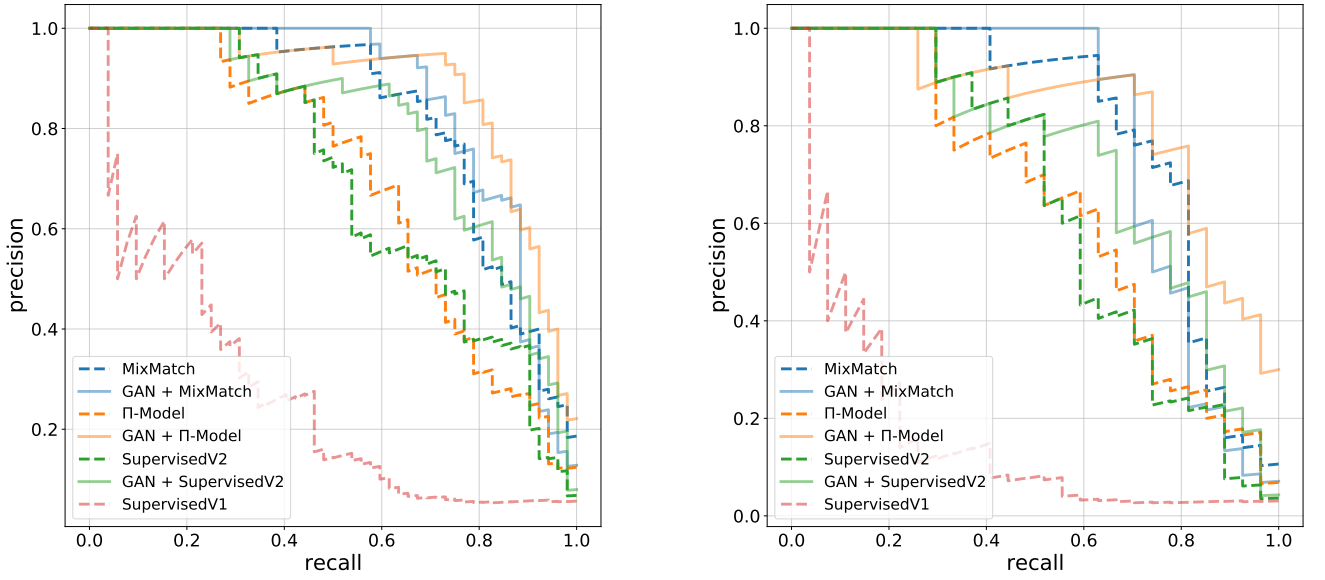 1.0
0.8
0.6
0.4
0.2
precision
MixMatch
GAN + MixMatch
Π-Model
GAN + Π-Model
SupervisedV2
GAN + SupervisedV2
SupervisedV1
0.0 0.2 0.4 0.6 0.8 1.0
recall
1.0
0.8
0.6
0.4
0.2
0.0
precision
MixMatch
GAN + MixMatch
Π-Model
GAN + Π-Model
SupervisedV2
GAN + SupervisedV2
SupervisedV1
0.0 0.2 0.4 0.6 0.8 1.0
recall